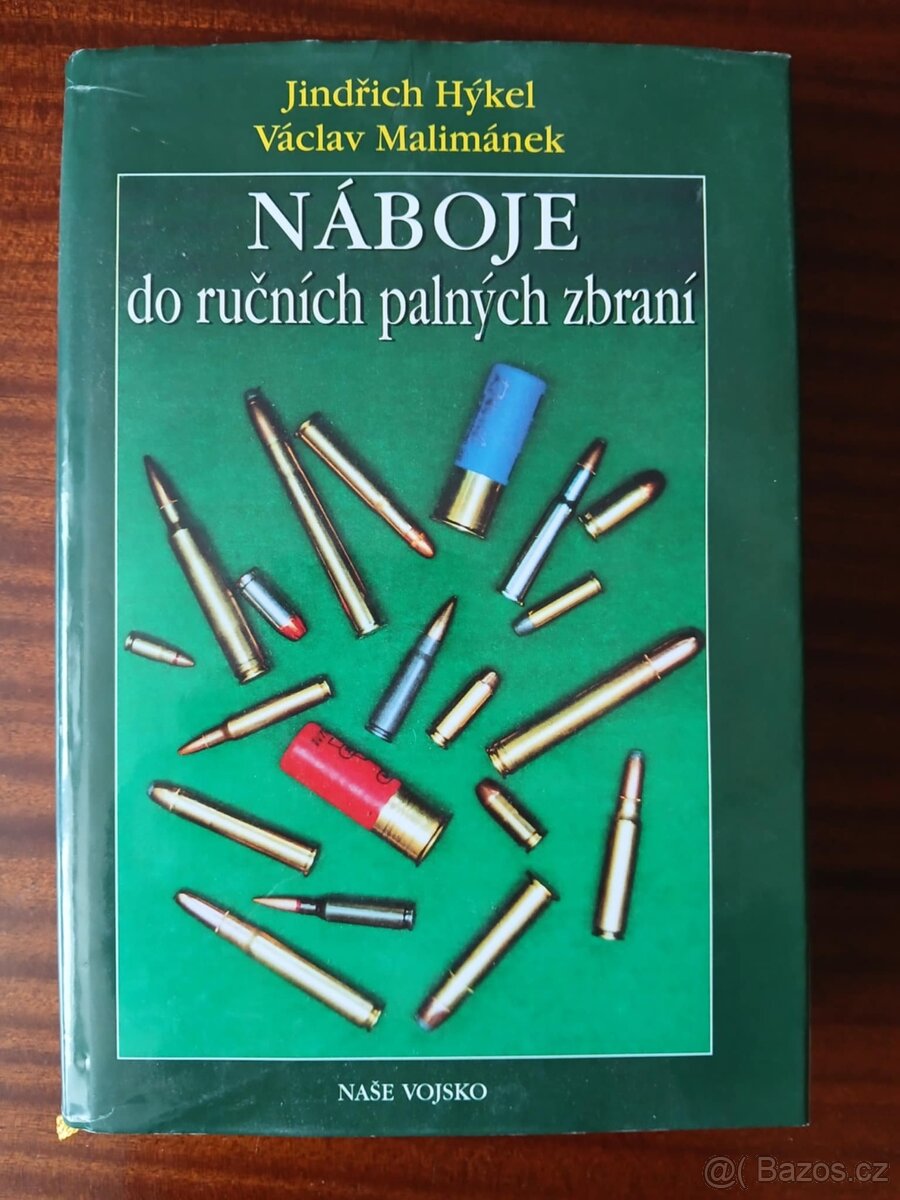 Jindřich Hýkel
Václav Malimánek
NÁBOJE
do ručních palných zbraní
NAŠE VOJSKO
@( Bazos.cz